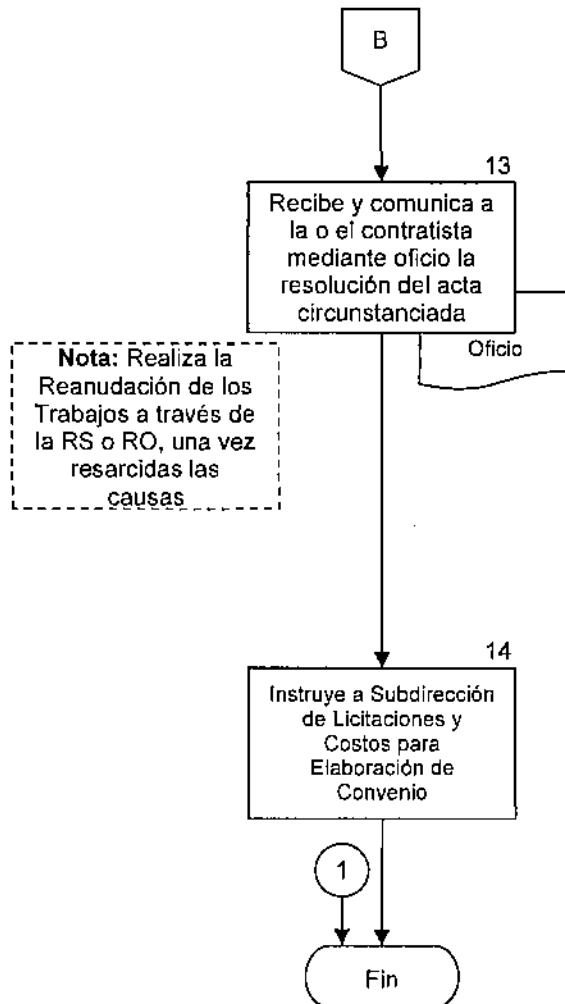 B
13
Recibe y comunica a
la o el contratista
mediante oficio la
resolución del acta
circunstanciada
Oficio
Nota: Realiza la
Reanudación de los
Trabajos a través de
la RS o RO, una vez
resarcidas las
causas
14
Instruye a Subdirección
de Licitaciones y
Costos para
Elaboración de
Convenio
1
Fin